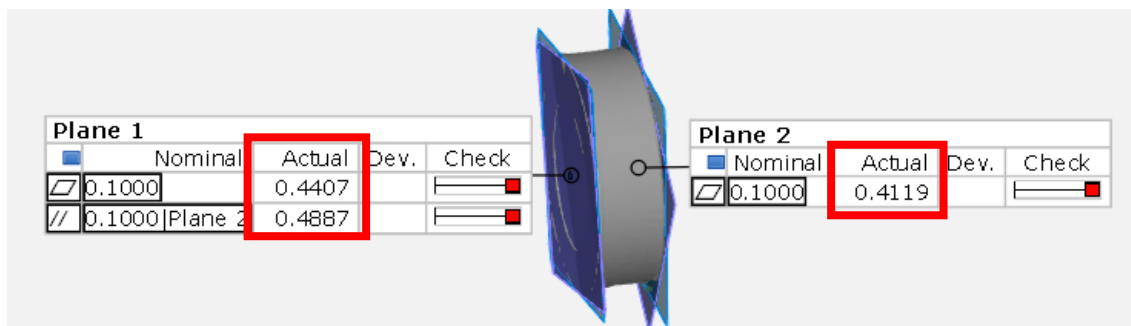 Plane 1
Nominal Actual Dev. Check
0.1000 0.4407
// 0.1000 Plane 2 0.4887
Plane 2
Nominal Actual Dev. Check
0.1000 0.4119